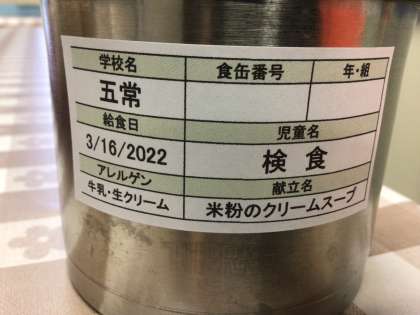 学校名 食缶番号 年・組
五常
給食日 児童名
3/16/2022 検食
アレルゲン 献立名
牛乳・生クリーム 米粉のクリームスープ